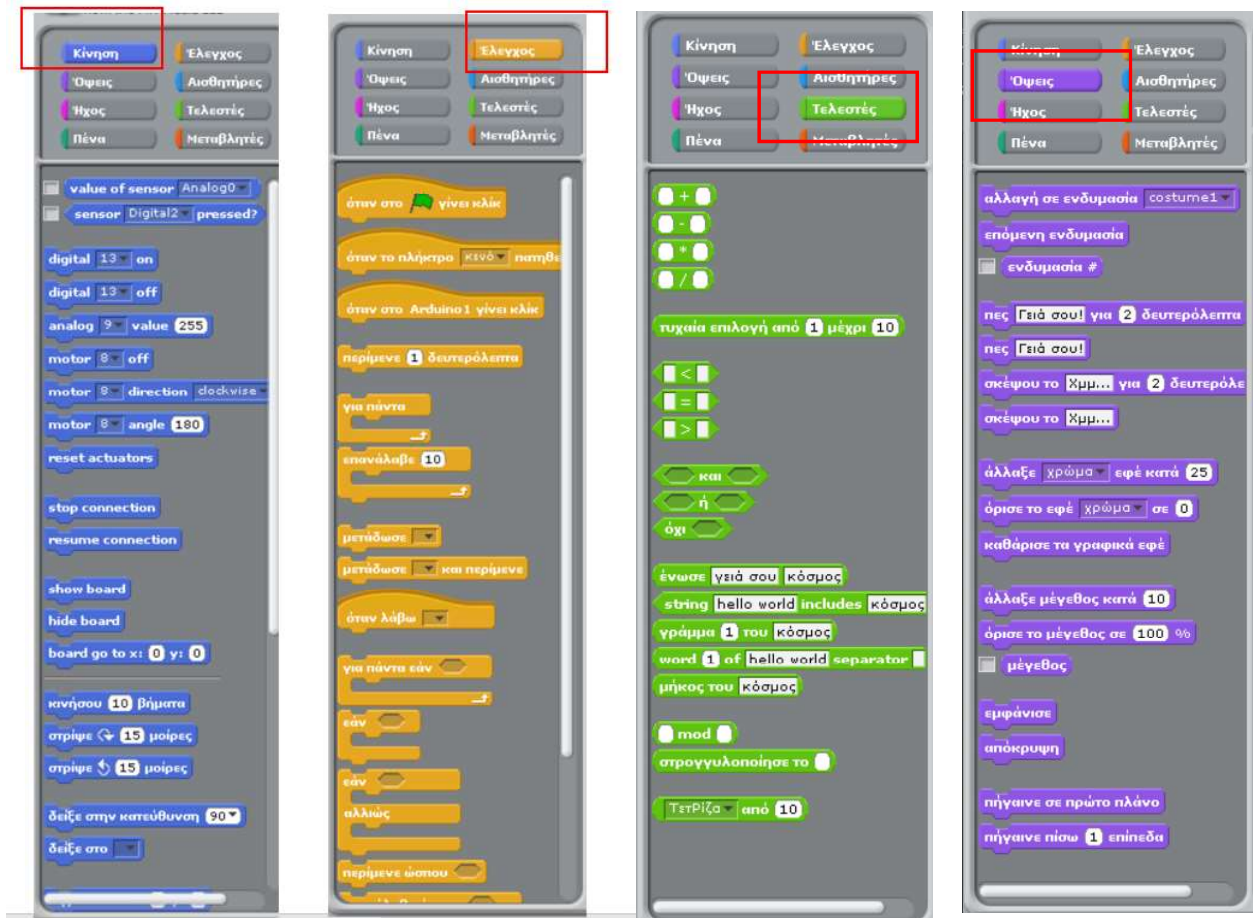 Κίνηση Έλεγχος
Όψεις Αισθητήρες
Ήχος Τελεστές
Πένα Μεταβλητές
value of sensor Analog0
sensor Digital2 pressed?
digital 13 on
digital 13 off
analog 9 value 255
motor 8 off
motor 8 direction clockwise
motor 8 angle 180
reset actuators
stop connection
resume connection
show board
hide board
board go to x: 0 y: 0
κινήσου 10 βήματα
στρίψε 15 μοίρες
στρίψε 15 μοίρες
δείξε στην κατεύθυνση 90
δείξε στο
Κίνηση Έλεγχος
Όψεις Αισθητήρες
Ήχος Τελεστές
Πένα Μεταβλητές
όταν στο γίνει κλίκ
όταν το πλήκτρο κενό πατηθε
όταν στο Arduino1 γίνει κλίκ
περίμενε 1 δευτερόλεπτα
για πάντα
επανάλαβε 10
μετάδωσε
μετάδωσε και περίμενε
όταν λάβω
για πάντα εάν
εάν
εάν
αλλιώς
περίμενε ώσπου
Κίνηση Έλεγχος
Όψεις Αισθητήρες
Ήχος Τελεστές
Πένα Μεταβλητές
+
-
*
/
τυχαία επιλογή από 1 μέχρι 10
<
=
>
και
ή
όχι
ένωσε γειά σου κόσμος
string hello world includes κόσμος
γράμμα 1 του κόσμος
word 1 of hello world separator
μήκος του κόσμος
mod
στρογγυλοποίησε το
ΤετΡίζα από 10
Κίνηση Έλεγχος
Όψεις Αισθητήρες
Ήχος Τελεστές
Πένα Μεταβλητές
αλλαγή σε ενδυμασία costume1
επόμενη ενδυμασία
ενδυμασία #
πες Γειά σου! για 2 δευτερόλεπτα
πες Γειά σου!
σκέψου το Χμμ... για 2 δευτερόλε
σκέψου το Χμμ...
άλλαξε χρώμα εφέ κατά 25
όρισε το εφέ χρώμα σε 0
καθάρισε τα γραφικά εφέ
άλλαξε μέγεθος κατά 10
όρισε το μέγεθος σε 100 %
μέγεθος
εμφάνισε
απόκρυψη
πήγαινε σε πρώτο πλάνο
πήγαινε πίσω 1 επίπεδα